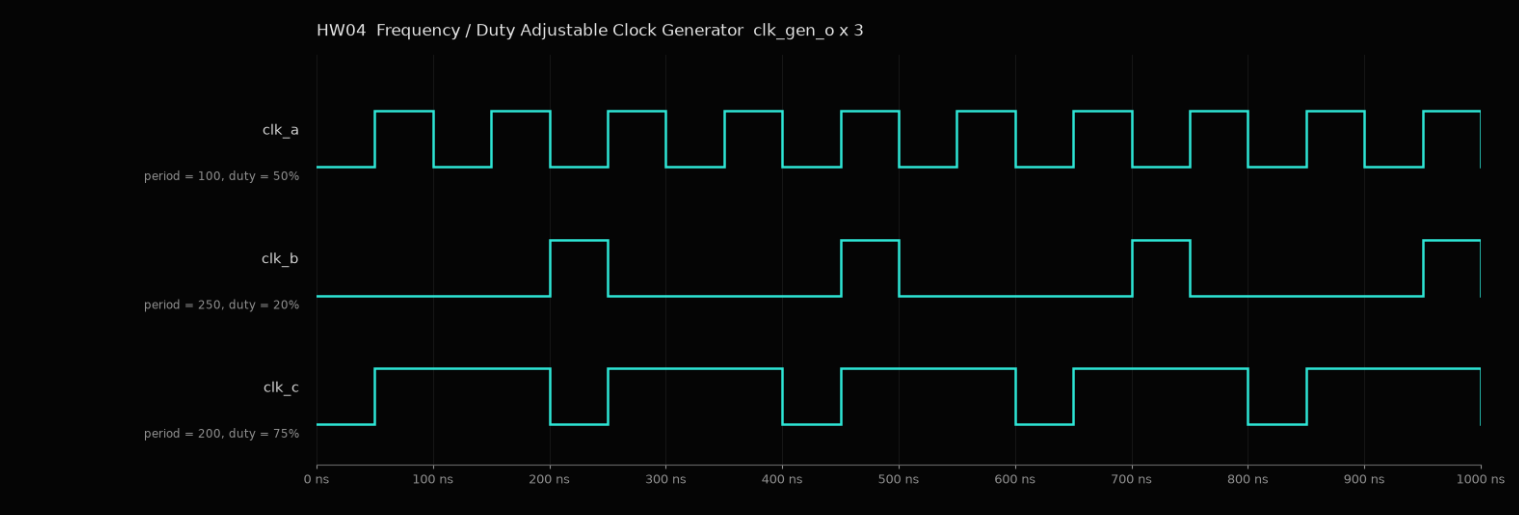 HW04  Frequency / Duty Adjustable Clock Generator  clk_gen_o x 3
clk_a
period = 100, duty = 50%
clk_b
period = 250, duty = 20%
clk_c
period = 200, duty = 75%
0 ns 100 ns 200 ns 300 ns 400 ns 500 ns 600 ns 700 ns 800 ns 900 ns 1000 ns